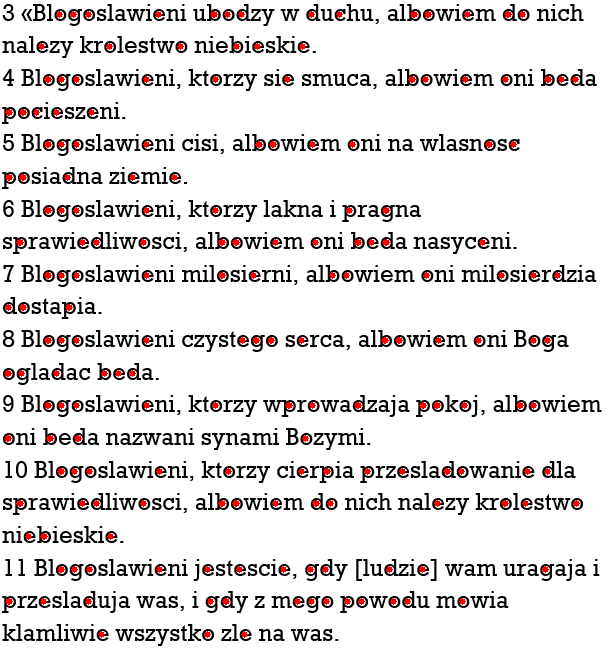 3 «Blogoslawieni ubodzy w duchu, albowiem do nich
nalezy krolestwo niebieskie.
4 Blogoslawieni, ktorzy sie smuca, albowiem oni beda
pocieszeni.
5 Blogoslawieni cisi, albowiem oni na wlasnosc
posiadna ziemie.
6 Blogoslawieni, ktorzy lakna i pragna
sprawiedliwosci, albowiem oni beda nasyceni.
7 Blogoslawieni milosierni, albowiem oni milosierdzia
dostapia.
8 Blogoslawieni czystego serca, albowiem oni Boga
ogladac beda.
9 Blogoslawieni, ktorzy wprowadzaja pokoj, albowiem
oni beda nazwani synami Bozymi.
10 Blogoslawieni, ktorzy cierpia przesladowanie dla
sprawiedliwosci, albowiem do nich nalezy krolestwo
niebieskie.
11 Blogoslawieni jestescie, gdy [ludzie] wam uragaja i
przesladuja was, i gdy z mego powodu mowia
klamliwie wszystko zle na was.